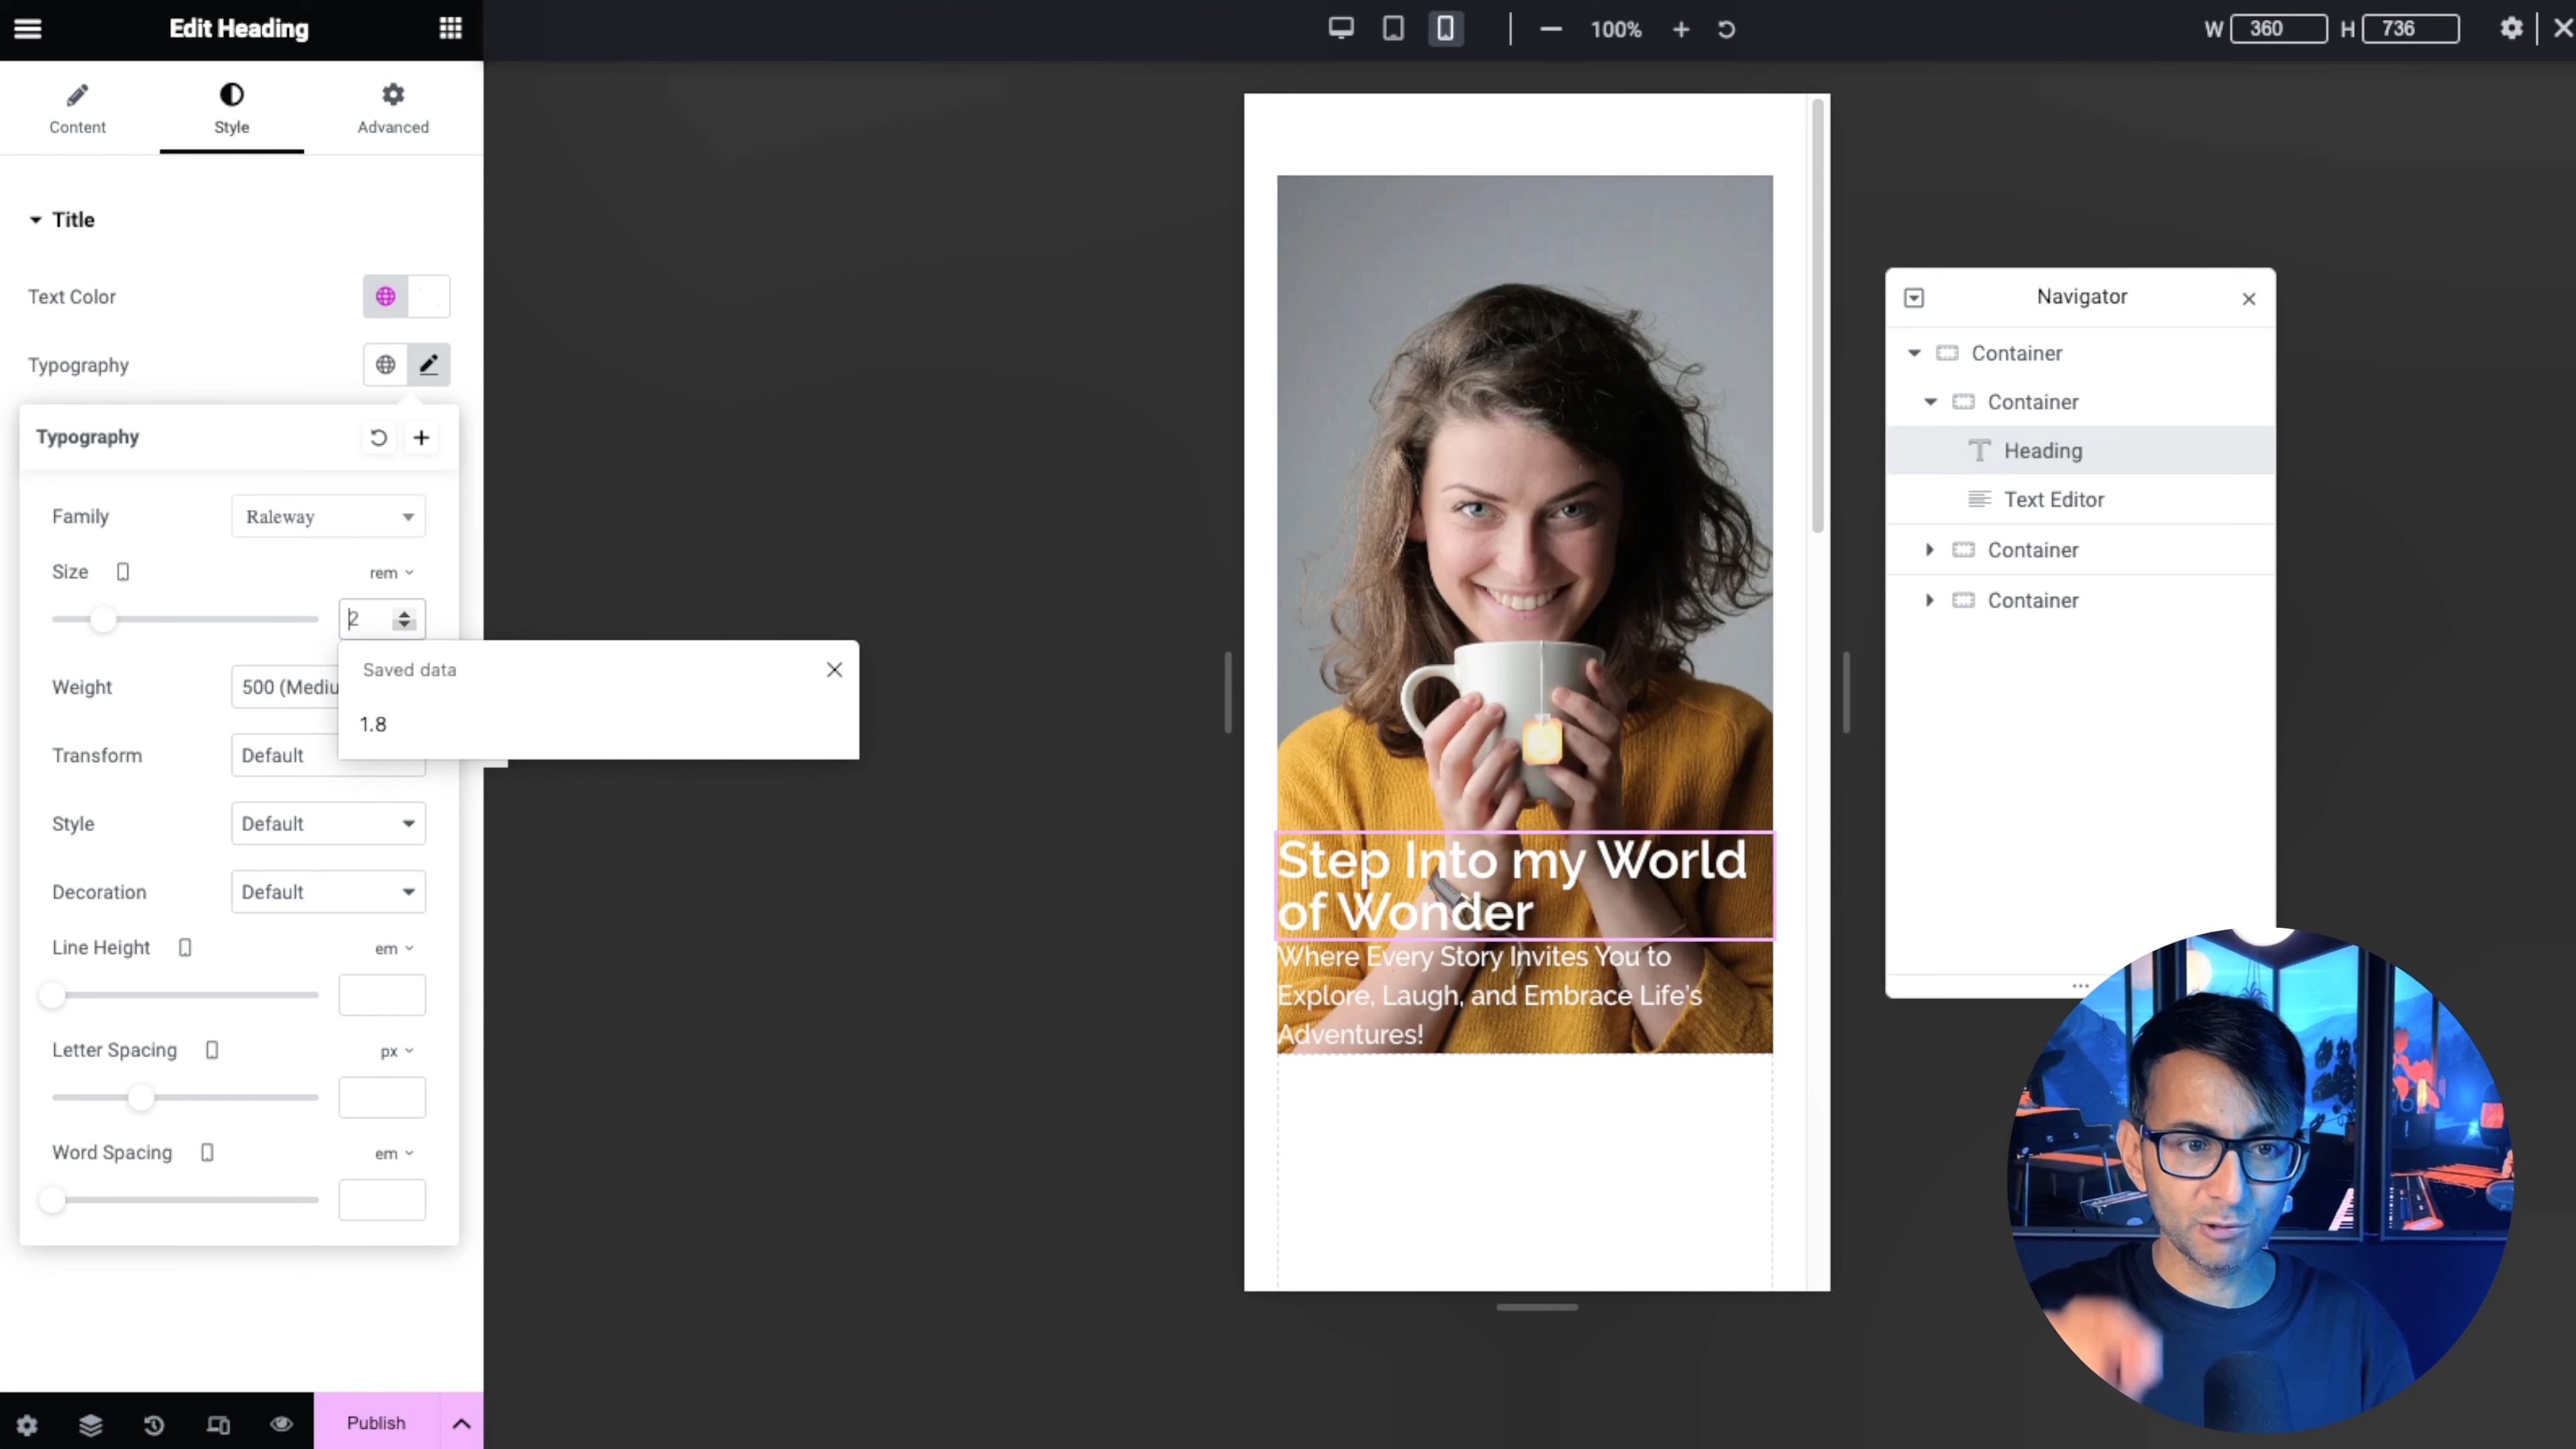 Edit Heading
100%
W 360 H 736
Content
Style
Advanced
Title
Text Color
Typography
Typography
Family Raleway
Size rem
2
Saved data
1.8
Weight 500 (Mediu
Transform Default
Style Default
Decoration Default
Line Height em
Letter Spacing px
Word Spacing em
Publish
Step Into my World
of Wonder
Where Every Story Invites You to
Explore, Laugh, and Embrace Life's
Adventures!
Navigator
Container
Container
Heading
Text Editor
Container
Container